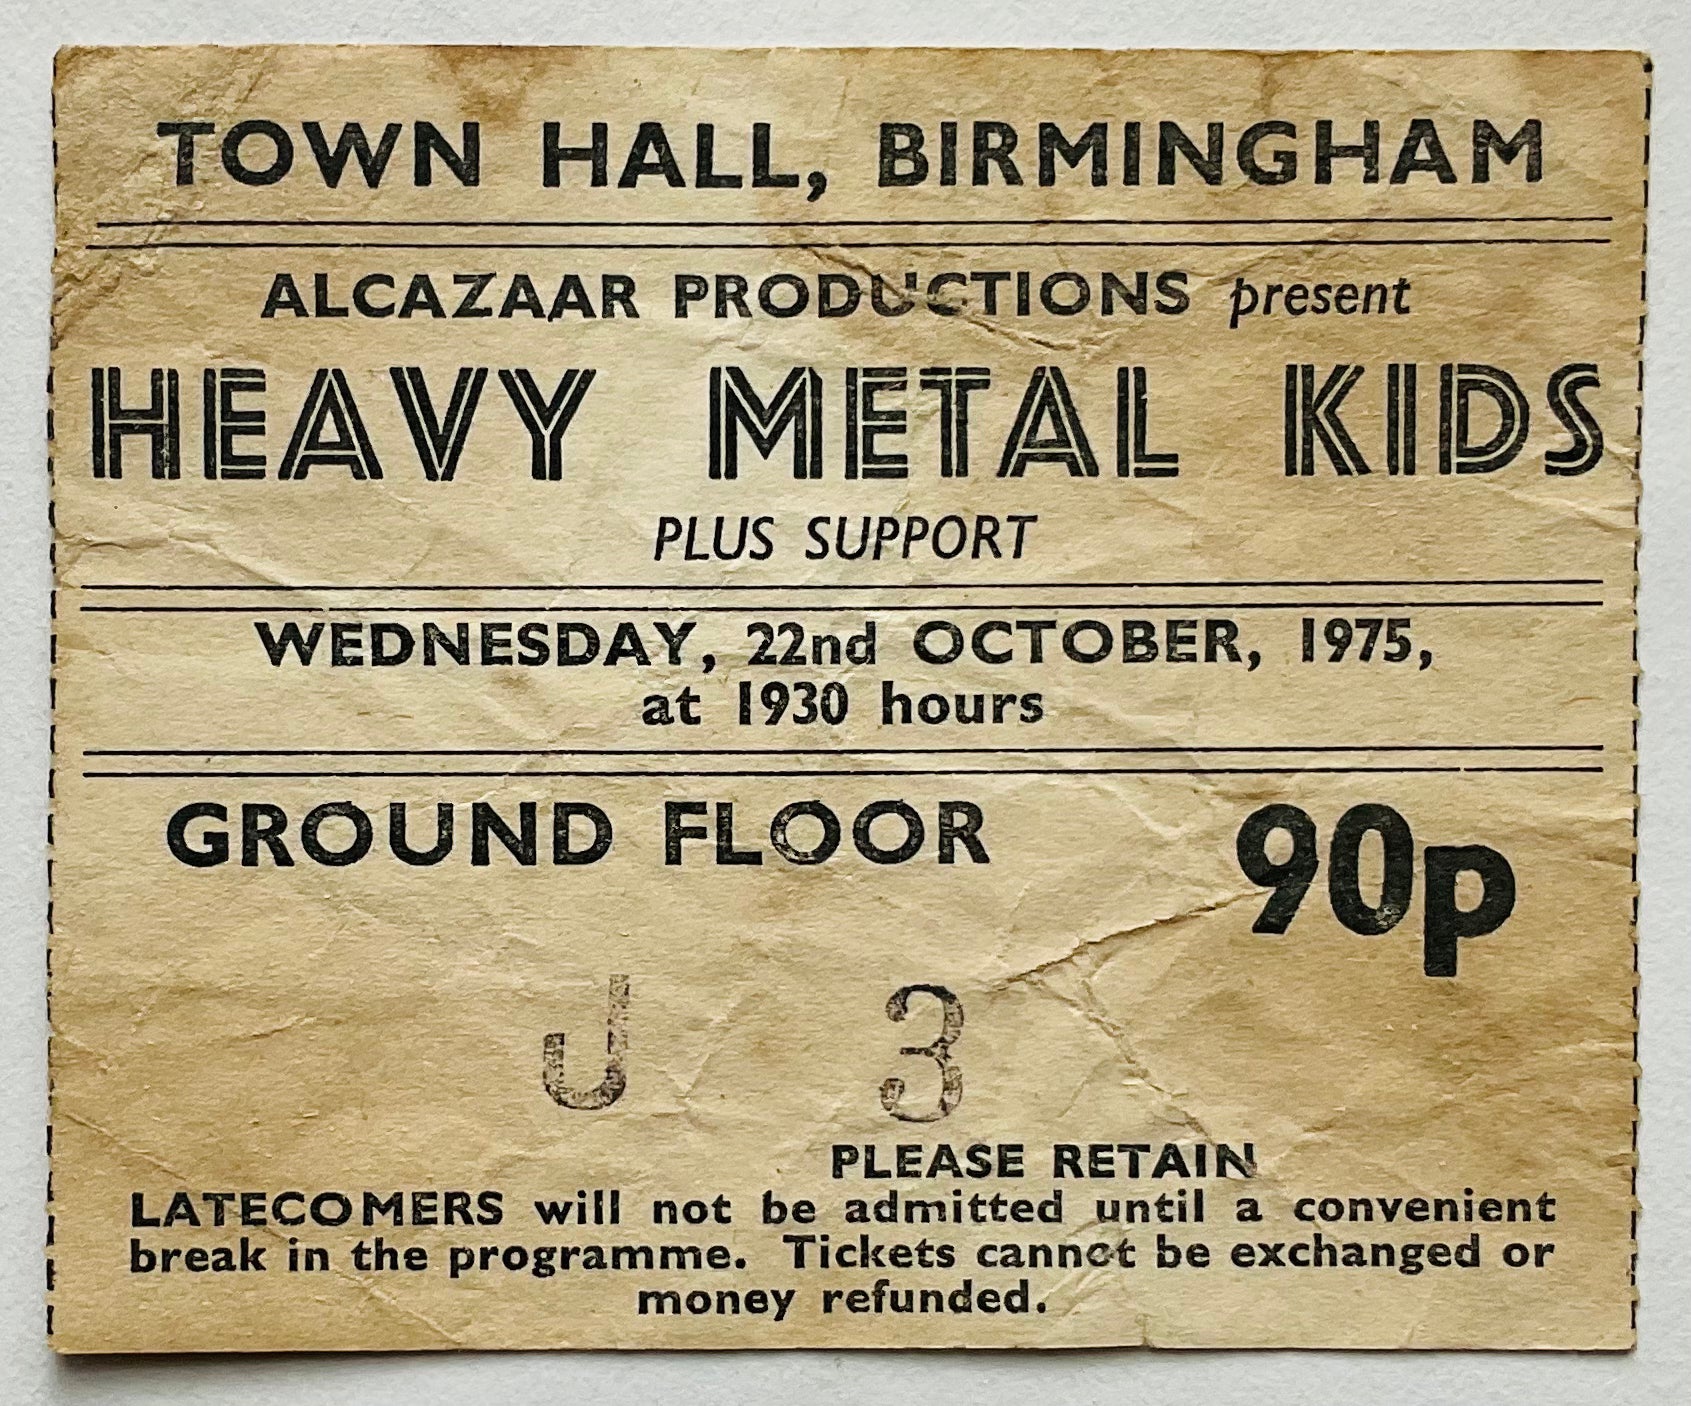 TOWN HALL, BIRMINGHAM
ALCAZAAR PRODUCTIONS present
HEAVY METAL KIDS
PLUS SUPPORT
WEDNESDAY, 22nd OCTOBER, 1975,
at 1930 hours
GROUND FLOOR 90p
J 3
PLEASE RETAIN
LATECOMERS will not be admitted until a convenient
break in the programme. Tickets cannot be exchanged or
money refunded.